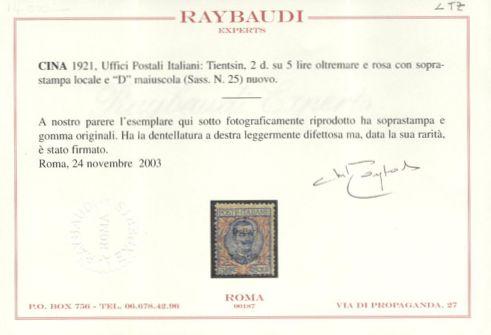 RAYBAUDI
EXPERTS
CINA 1921, Uffici Postali Italiani: Tientsin, 2 d. su 5 lire oltremare e rosa con sopra-
stampa locale e "D" maiuscola (Sass. N. 25) nuovo.
A nostro parere l'esemplare qui sotto fotograficamente riprodotto ha soprastampa e
gomma originali. Ha la dentellatura a destra leggermente difettosa ma, data la sua rarità,
è stato firmato.
Roma, 24 novembre 2003
POSTE ITALIANE
ROMA
00187
P.O. BOX 756 - TEL. 06.678.42.96
VIA DI PROPAGANDA, 27